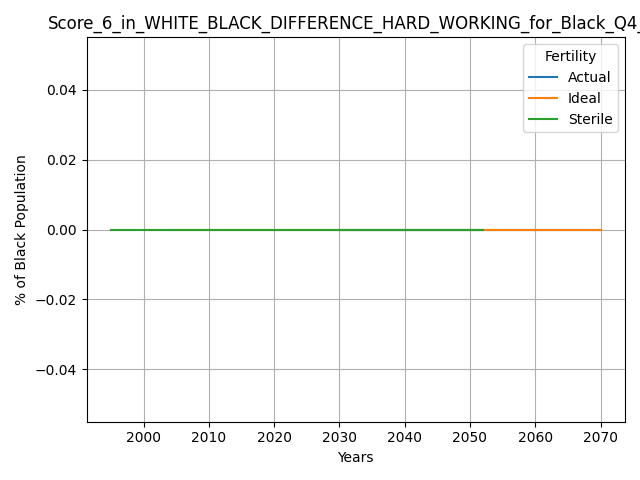 Score_6_in_WHITE_BLACK_DIFFERENCE_HARD_WORKING_for_Black_Q4_
Fertility
Actual
Ideal
Sterile
% of Black Population
0.04
0.02
0.00
−0.02
−0.04
2000 2010 2020 2030 2040 2050 2060 2070
Years